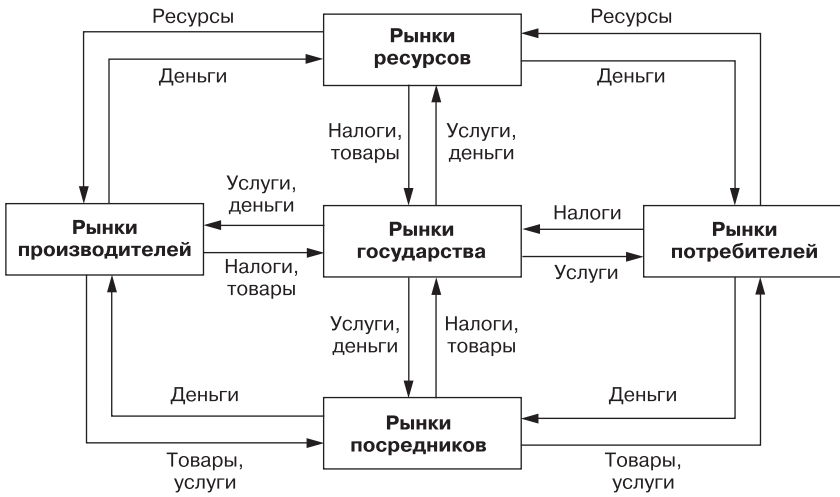 Ресурсы
Рынки
ресурсов
Ресурсы
Деньги
Деньги
Налоги,
товары
Услуги,
деньги
Услуги,
деньги
Налоги
Рынки
производителей
Рынки
государства
Рынки
потребителей
Налоги,
товары
Услуги
Услуги,
деньги
Налоги,
товары
Деньги
Деньги
Рынки
посредников
Товары,
услуги
Товары,
услуги